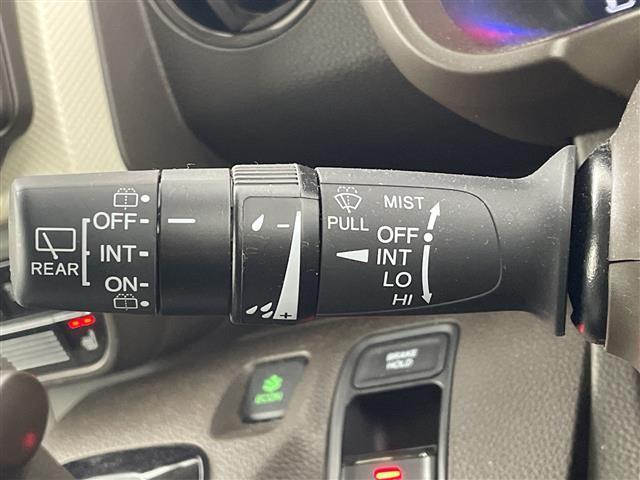 OFF
INT
ON
REAR
- +
PULL
MIST
OFF
INT
LO
HI
BRAKE
HOLD
ECON